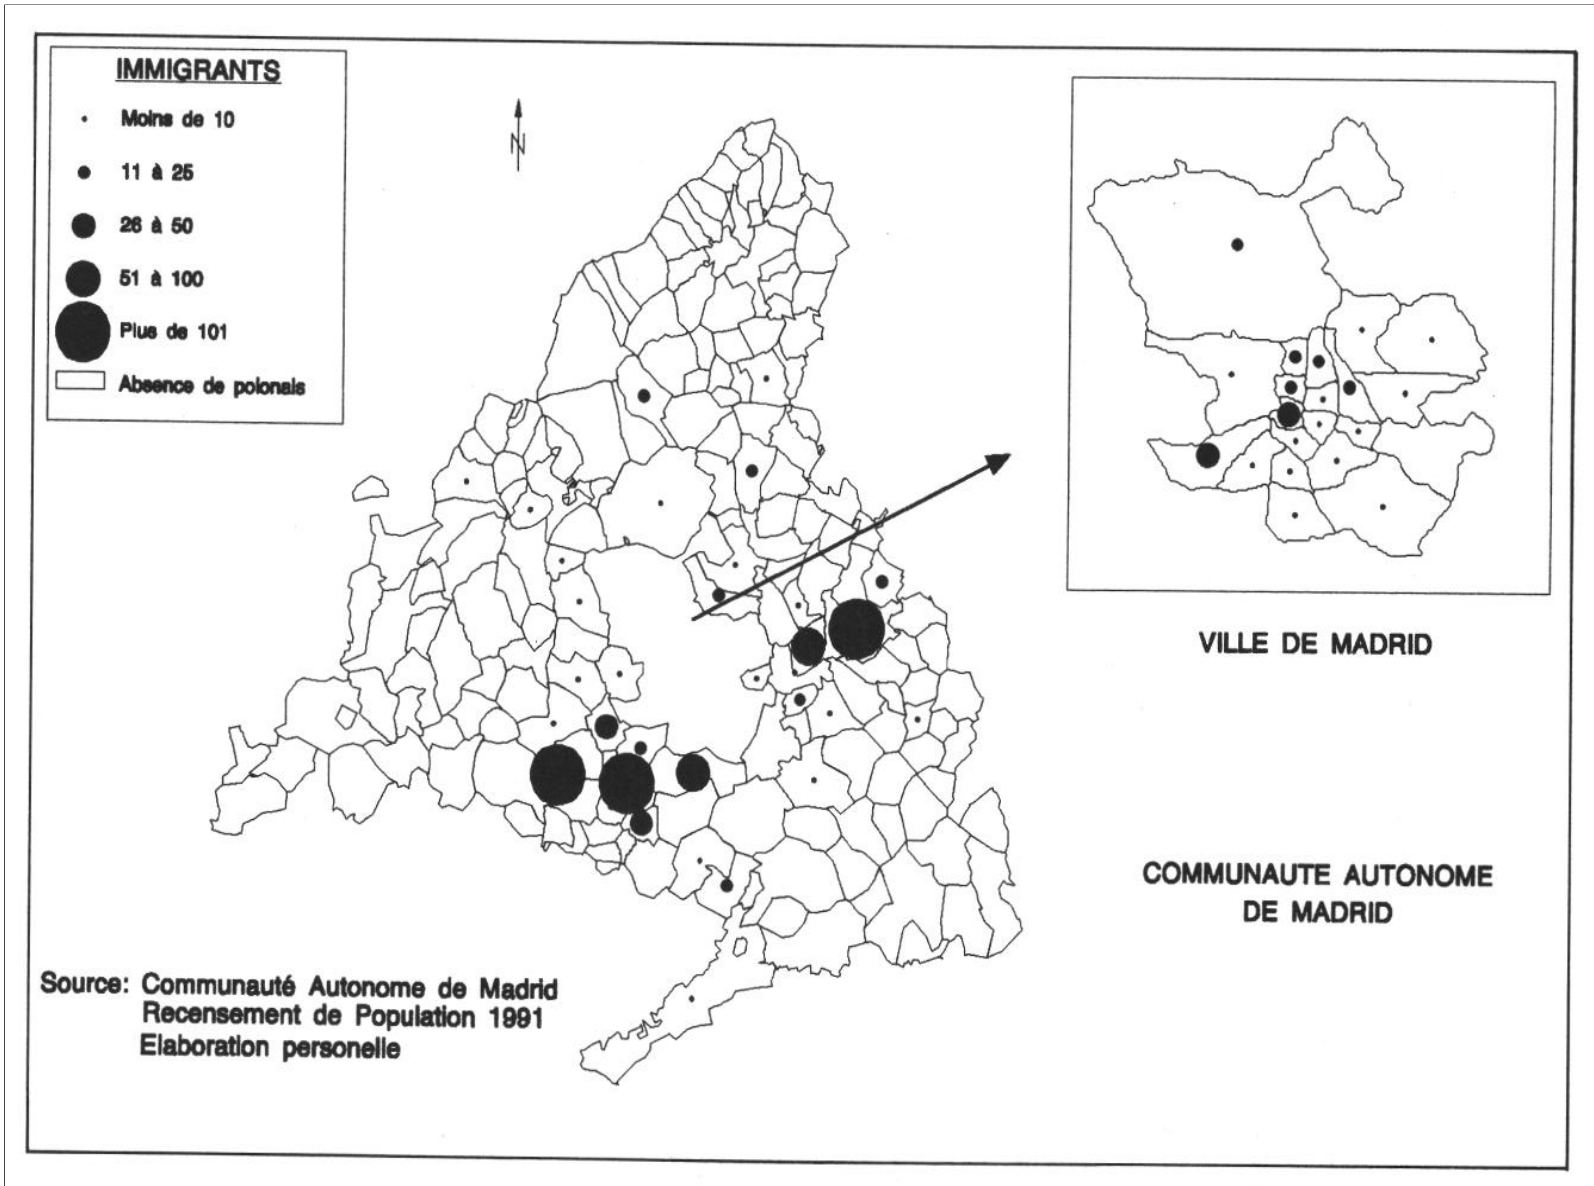 IMMIGRANTS
Moins de 10
11 à 25
26 à 50
51 à 100
Plus de 101
Absence de polonais
N
VILLE DE MADRID
COMMUNAUTE AUTONOME
DE MADRID
Source: Communauté Autonome de Madrid
Recensement de Population 1991
Elaboration personelle